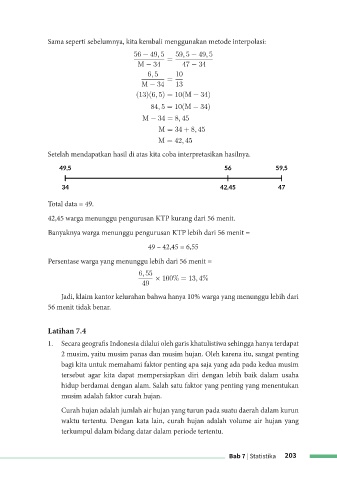 Sama seperti sebelumnya, kita kembali menggunakan metode interpolasi:
56 − 49,5 / M − 34 = 59,5 − 49,5 / 47 − 34
6,5 / M − 34 = 10 / 13
(13)(6,5) = 10(M − 34)
84,5 = 10(M − 34)
M − 34 = 8,45
M = 34 + 8,45
M = 42,45
Setelah mendapatkan hasil di atas kita coba interpretasikan hasilnya.
49,5 56 59,5
34 42,45 47
Total data = 49.
42,45 warga menunggu pengurusan KTP kurang dari 56 menit.
Banyaknya warga menunggu pengurusan KTP lebih dari 56 menit =
49 – 42,45 = 6,55
Persentase warga yang menunggu lebih dari 56 menit =
6,55 / 49 × 100% = 13,4%
Jadi, klaim kantor kelurahan bahwa hanya 10% warga yang menunggu lebih dari
56 menit tidak benar.
Latihan 7.4
1. Secara geografis Indonesia dilalui oleh garis khatulistiwa sehingga hanya terdapat
2 musim, yaitu musim panas dan musim hujan. Oleh karena itu, sangat penting
bagi kita untuk memahami faktor penting apa saja yang ada pada kedua musim
tersebut agar kita dapat mempersiapkan diri dengan lebih baik dalam usaha
hidup berdamai dengan alam. Salah satu faktor yang penting yang menentukan
musim adalah faktor curah hujan.
Curah hujan adalah jumlah air hujan yang turun pada suatu daerah dalam kurun
waktu tertentu. Dengan kata lain, curah hujan adalah volume air hujan yang
terkumpul dalam bidang datar dalam periode tertentu.
Bab 7 | Statistika 203